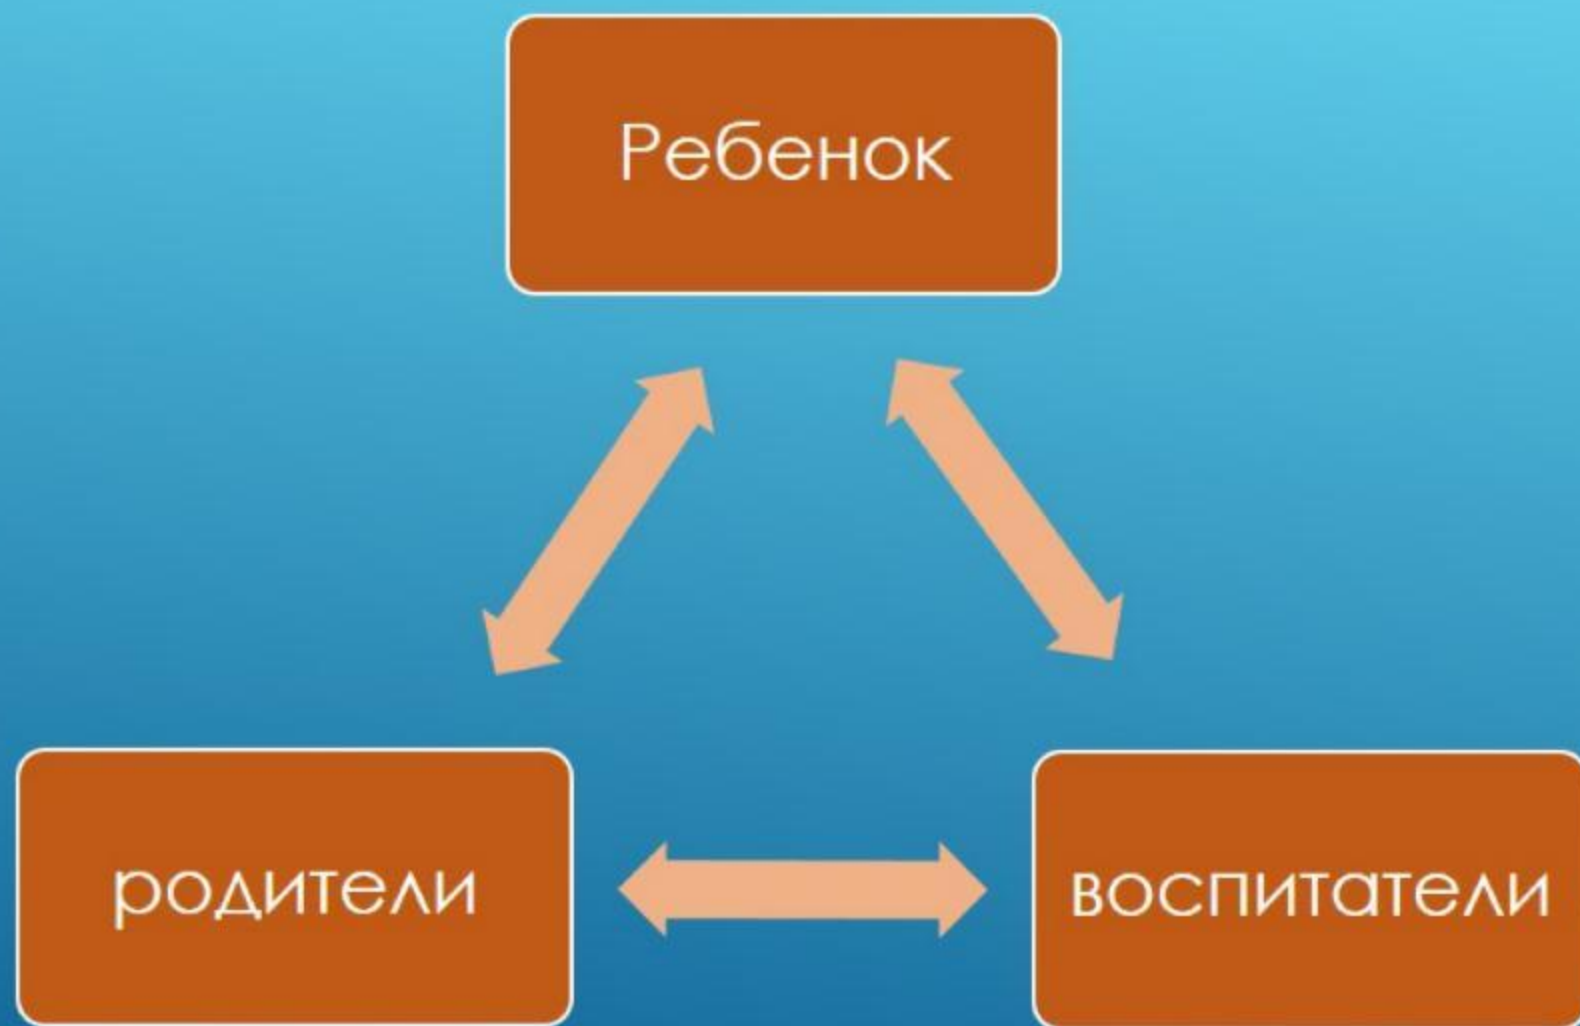 Ребенок
родители
воспитатели